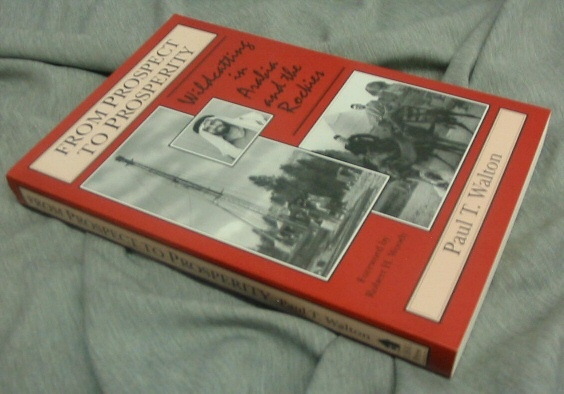 FROM PROSPECT
TO PROSPERITY
Wildcatting
in
Arabia
and the
Rockies
Foreword by
Robert H.
Paul T. Walton
FROM PROSPECT TO PROSPERITY Paul T. Walton